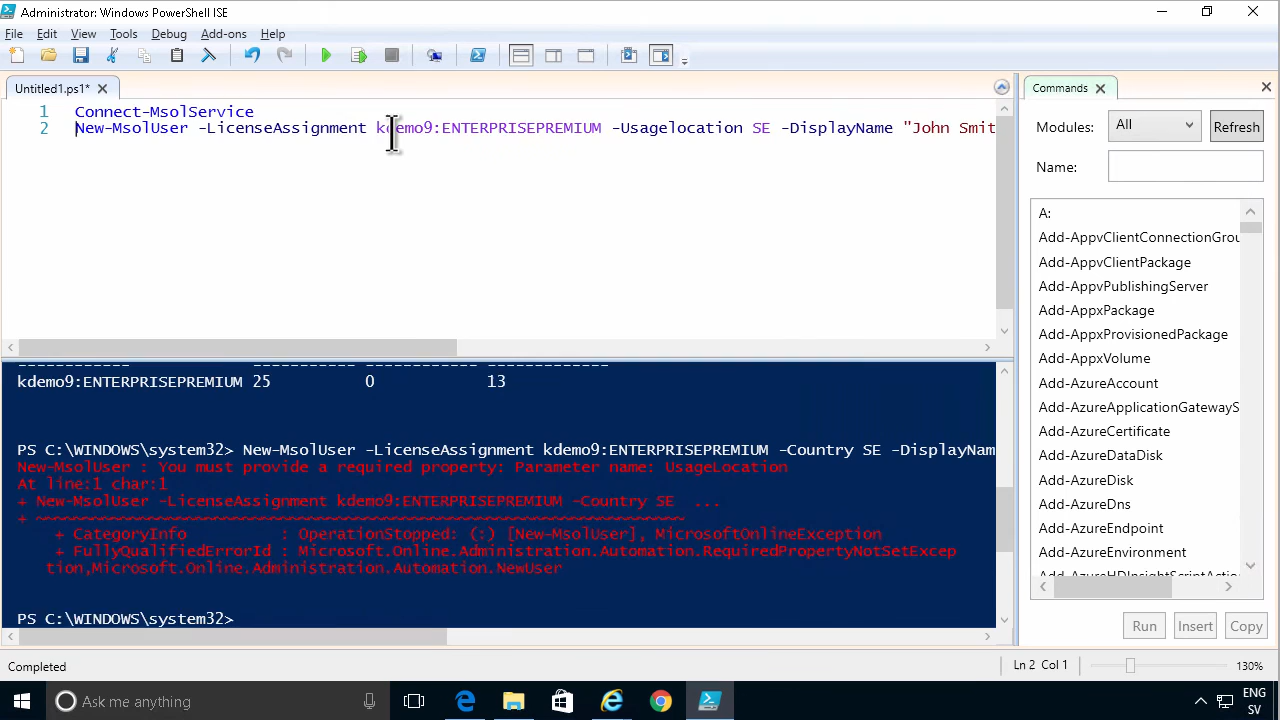 Administrator: Windows PowerShell ISE
File Edit View Tools Debug Add-ons Help
Untitled1.ps1*
1 Connect-MsolService
2 New-MsolUser -LicenseAssignment kdemo9:ENTERPRISEPREMIUM -Usagelocation SE -DisplayName "John Smit
kdemo9:ENTERPRISEPREMIUM 25 0 13
PS C:\WINDOWS\system32> New-MsolUser -LicenseAssignment kdemo9:ENTERPRISEPREMIUM -Country SE -DisplayNam
New-MsolUser : You must provide a required property: Parameter name: UsageLocation
At line:1 char:1
+ New-MsolUser -LicenseAssignment kdemo9:ENTERPRISEPREMIUM -Country SE ...
+ ~~~~~~~~~~~~~~~~~~~~~~~~~~~~~~~~~~~~~~~~~~~~~~~~~~~~~~~~~~~~~~~~~~~~~
+ CategoryInfo : OperationStopped: (:) [New-MsolUser], MicrosoftOnlineException
+ FullyQualifiedErrorId : Microsoft.Online.Administration.Automation.RequiredPropertyNotSetExcep
tion,Microsoft.Online.Administration.Automation.NewUser
PS C:\WINDOWS\system32>
Commands
Modules: All Refresh
Name:
A:
Add-AppvClientConnectionGrou
Add-AppvClientPackage
Add-AppvPublishingServer
Add-AppxPackage
Add-AppxProvisionedPackage
Add-AppxVolume
Add-AzureAccount
Add-AzureApplicationGatewayS
Add-AzureCertificate
Add-AzureDataDisk
Add-AzureDisk
Add-AzureDns
Add-AzureEndpoint
Add-AzureEnvironment
Add-AzureHDInsightScriptActio
Run Insert Copy
Completed
Ln 2 Col 1
130%
Ask me anything
ENG
SV